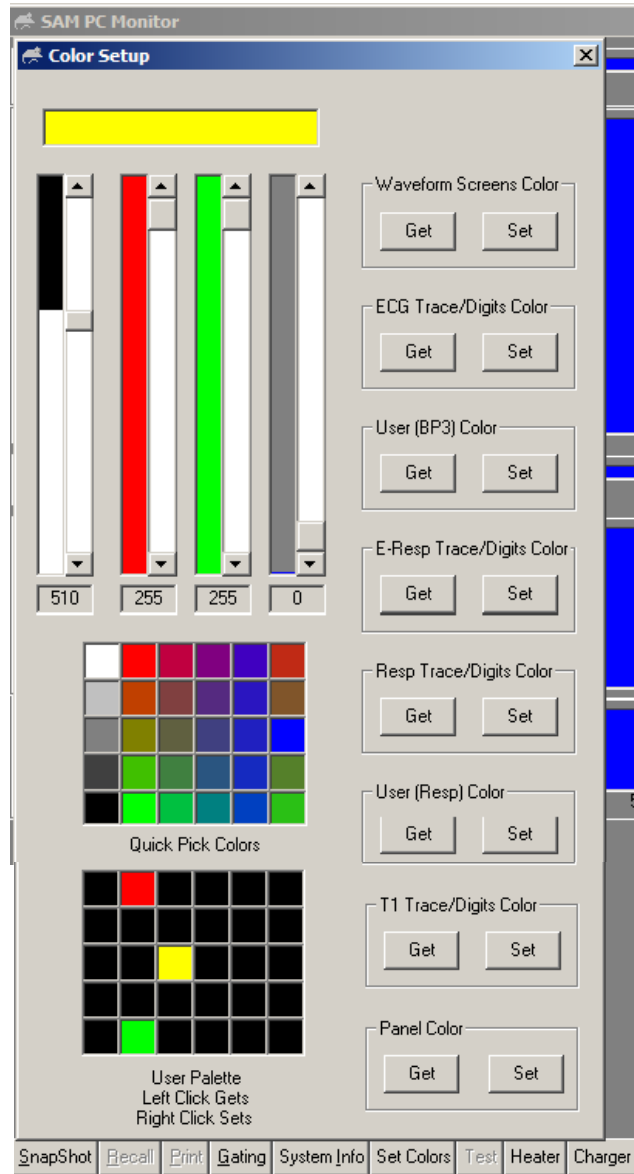 SAM PC Monitor
Color Setup
Waveform Screens Color
Get Set
ECG Trace/Digits Color
Get Set
User (BP3) Color
Get Set
E-Resp Trace/Digits Color
Get Set
510 255 255 0
Resp Trace/Digits Color
Get Set
User (Resp) Color
Get Set
Quick Pick Colors
T1 Trace/Digits Color
Get Set
Panel Color
Get Set
User Palette
Left Click Gets
Right Click Sets
SnapShot Recall Print Gating System Info Set Colors Test Heater Charger